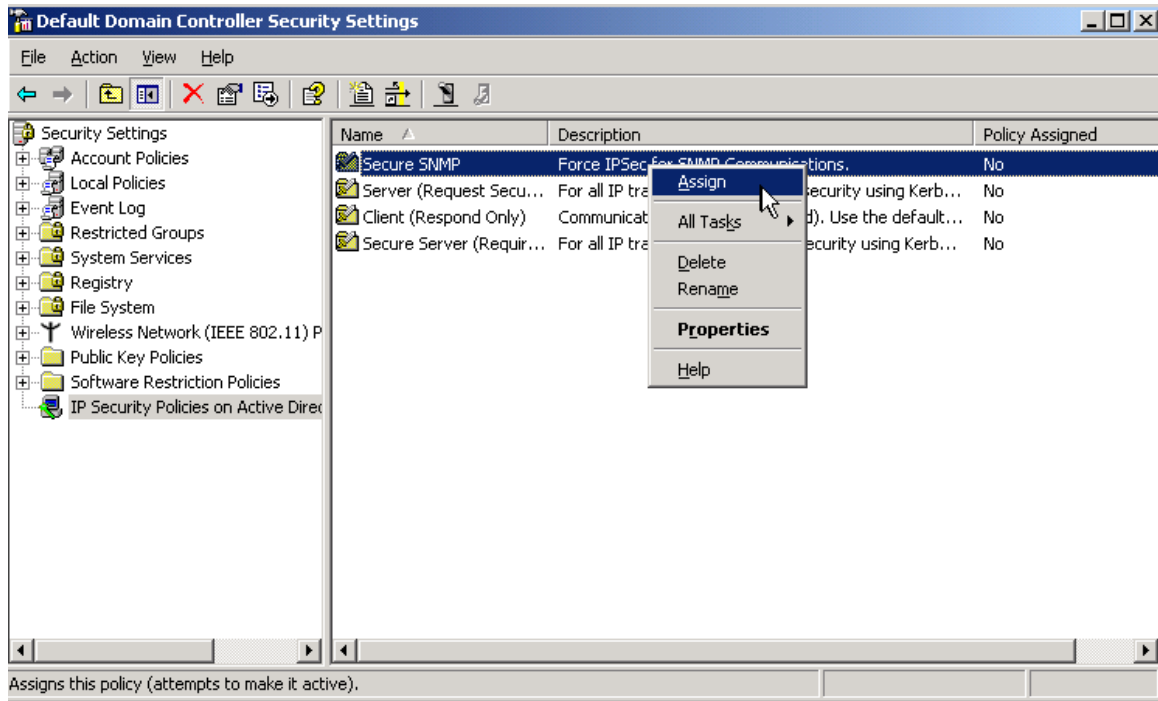 Default Domain Controller Security Settings
File Action View Help
Security Settings
Account Policies
Local Policies
Event Log
Restricted Groups
System Services
Registry
File System
Wireless Network (IEEE 802.11) P
Public Key Policies
Software Restriction Policies
IP Security Policies on Active Direc
Name Description Policy Assigned
Secure SNMP Force IPSec for SNMP Communications. No
Server (Request Secu... For all IP tra security using Kerb... No
Client (Respond Only) Communicat d). Use the default... No
Secure Server (Requir... For all IP tra ecurity using Kerb... No
Assign
All Tasks
Delete
Rename
Properties
Help
Assigns this policy (attempts to make it active).